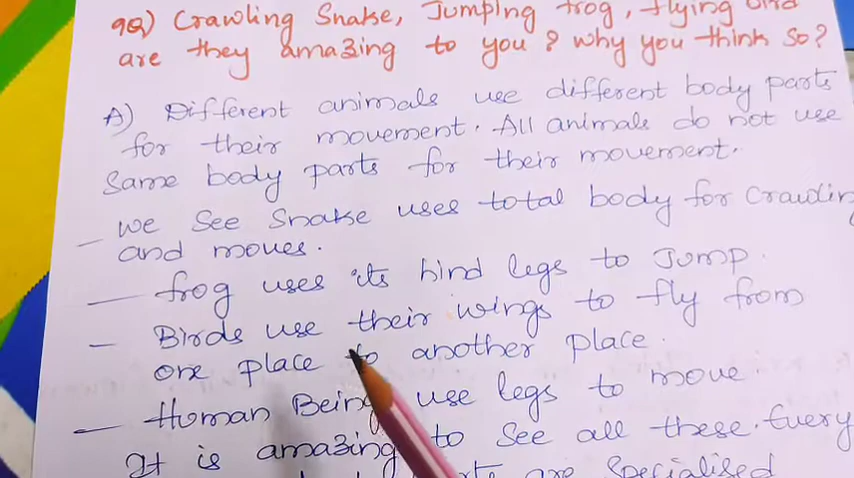 9Q) Crawling Snake, Jumping frog, flying bird
are they amazing to you? why you think so?
A) Different animals use different body parts
for their movement. All animals do not use
Same body parts for their movement.
- we See Snake uses total body for Crawling
and moves.
- frog uses its hind legs to Jump.
- Birds use their wings to fly from
one place to another place.
- Human Being use legs to move.
It is amazing to See all these. Every
are Specialised